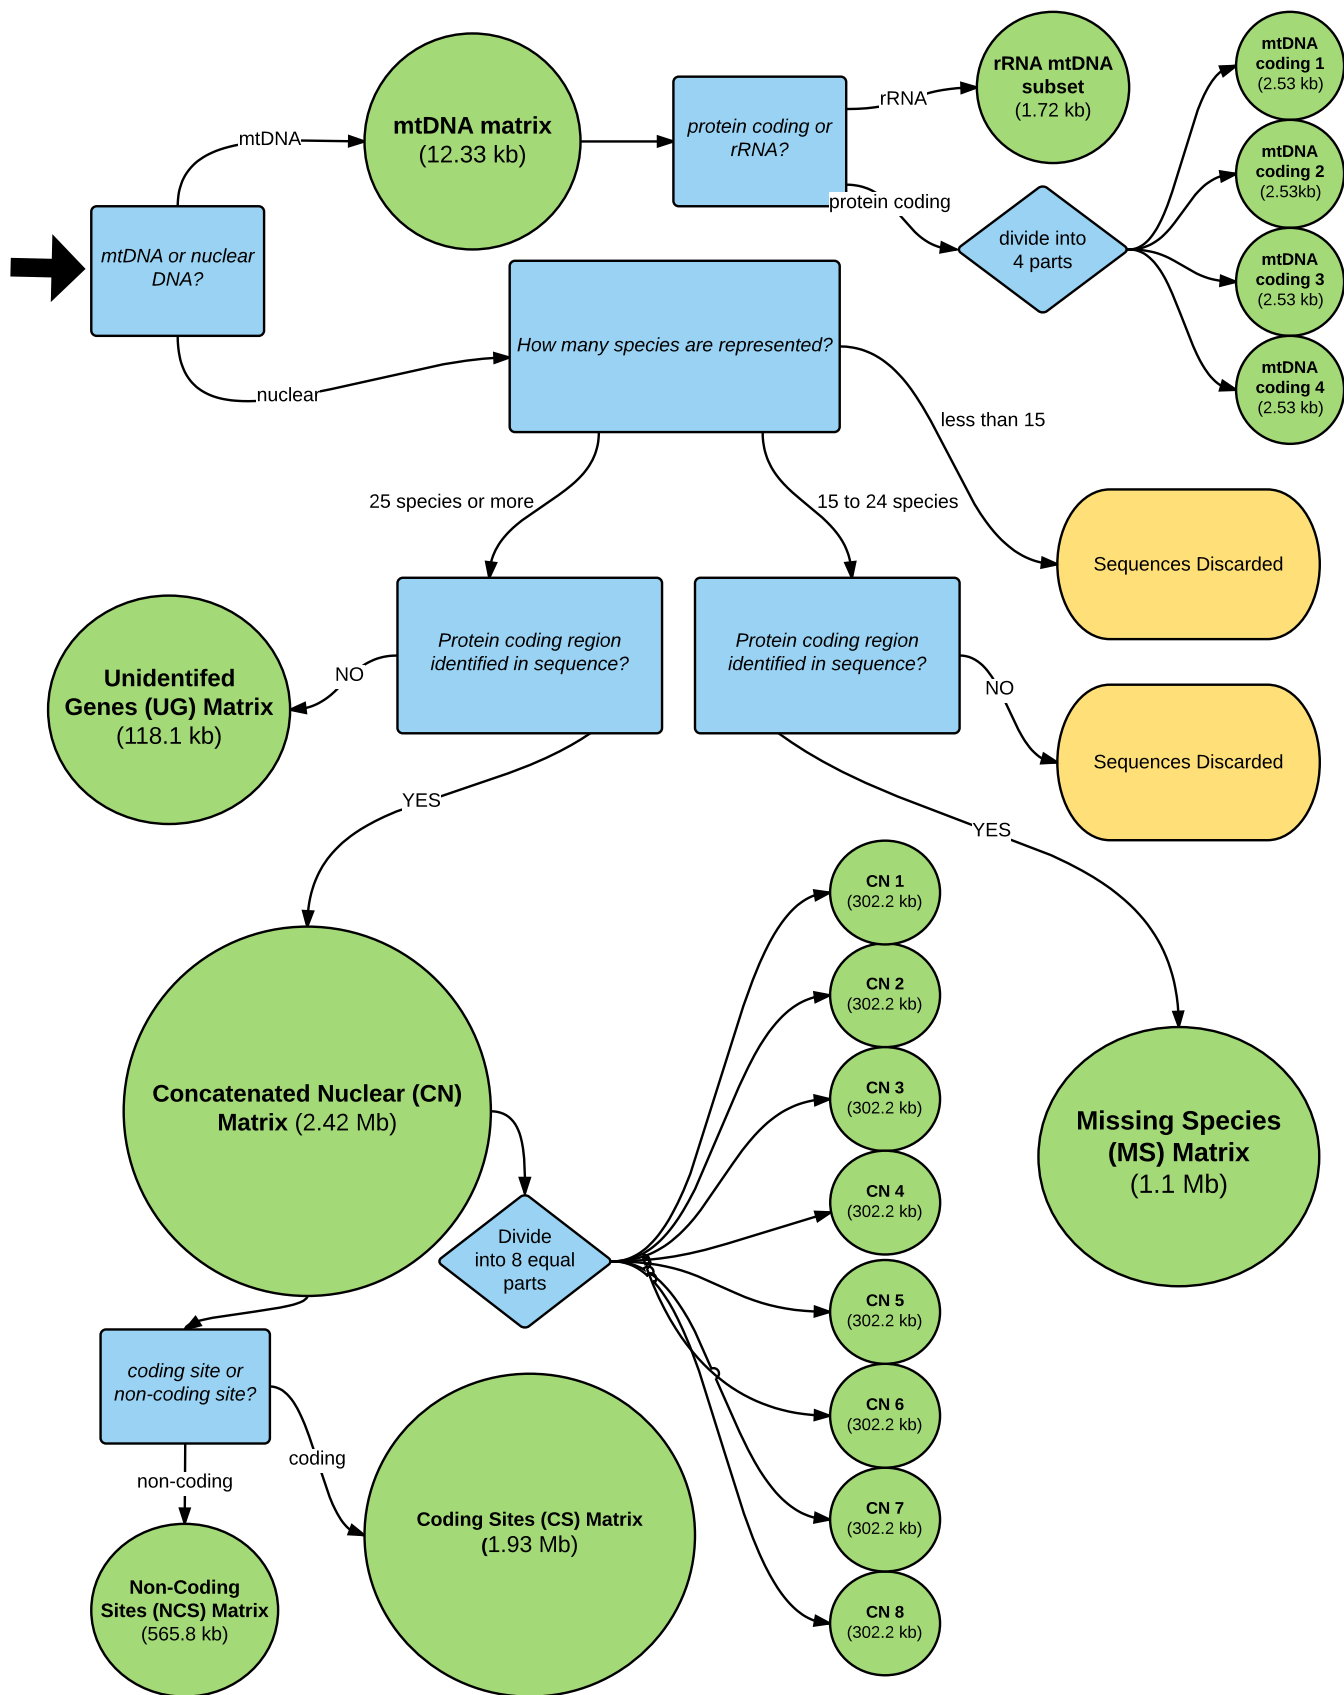 mtDNA or nuclear
DNA?
mtDNA
nuclear
mtDNA matrix
(12.33 kb)
protein coding or
rRNA?
rRNA
protein coding
rRNA mtDNA
subset
(1.72 kb)
divide into
4 parts
mtDNA
coding 1
(2.53 kb)
mtDNA
coding 2
(2.53kb)
mtDNA
coding 3
(2.53 kb)
mtDNA
coding 4
(2.53 kb)
How many species are represented?
less than 15
25 species or more
15 to 24 species
Sequences Discarded
Protein coding region
identified in sequence?
Protein coding region
identified in sequence?
NO
NO
Unidentifed
Genes (UG) Matrix
(118.1 kb)
Sequences Discarded
YES
YES
Concatenated Nuclear (CN)
Matrix (2.42 Mb)
Divide
into 8 equal
parts
CN 1
(302.2 kb)
CN 2
(302.2 kb)
CN 3
(302.2 kb)
CN 4
(302.2 kb)
CN 5
(302.2 kb)
CN 6
(302.2 kb)
CN 7
(302.2 kb)
CN 8
(302.2 kb)
Missing Species
(MS) Matrix
(1.1 Mb)
coding site or
non-coding site?
coding
non-coding
Coding Sites (CS) Matrix
(1.93 Mb)
Non-Coding
Sites (NCS) Matrix
(565.8 kb)